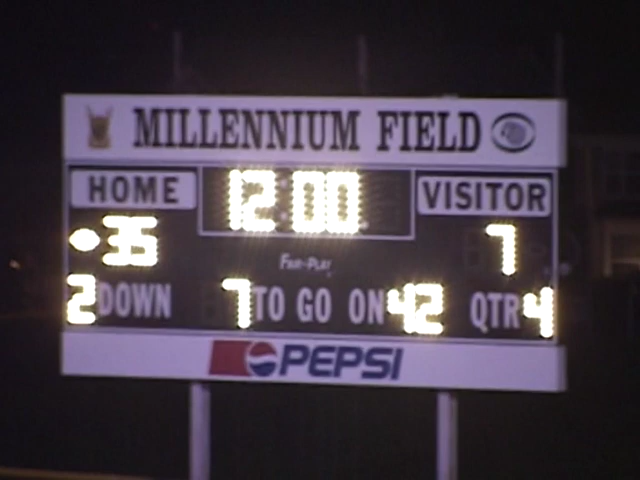 MILLENNIUM FIELD
HOME 12:00 VISITOR
35 7
FAIR-PLAY
2 DOWN 7 TO GO ON 42 QTR 4
PEPSI